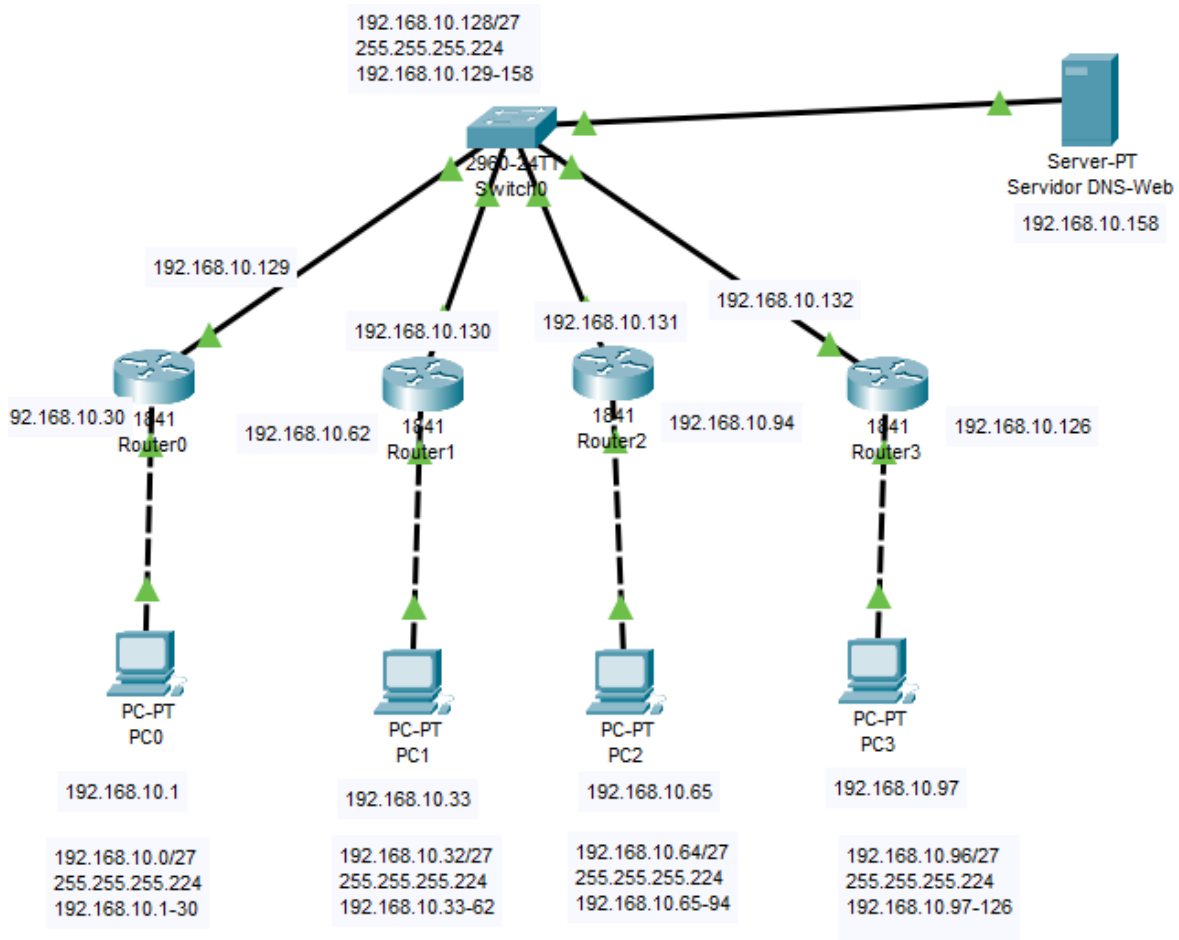 192.168.10.128/27
255.255.255.224
192.168.10.129-158
2960-24TT
Switch0
Server-PT
Servidor DNS-Web
192.168.10.158
192.168.10.129
192.168.10.130
192.168.10.131
192.168.10.132
92.168.10.30
1841
Router0
192.168.10.62
1841
Router1
1841
Router2
192.168.10.94
1841
Router3
192.168.10.126
PC-PT
PC0
PC-PT
PC1
PC-PT
PC2
PC-PT
PC3
192.168.10.1
192.168.10.33
192.168.10.65
192.168.10.97
192.168.10.0/27
255.255.255.224
192.168.10.1-30
192.168.10.32/27
255.255.255.224
192.168.10.33-62
192.168.10.64/27
255.255.255.224
192.168.10.65-94
192.168.10.96/27
255.255.255.224
192.168.10.97-126